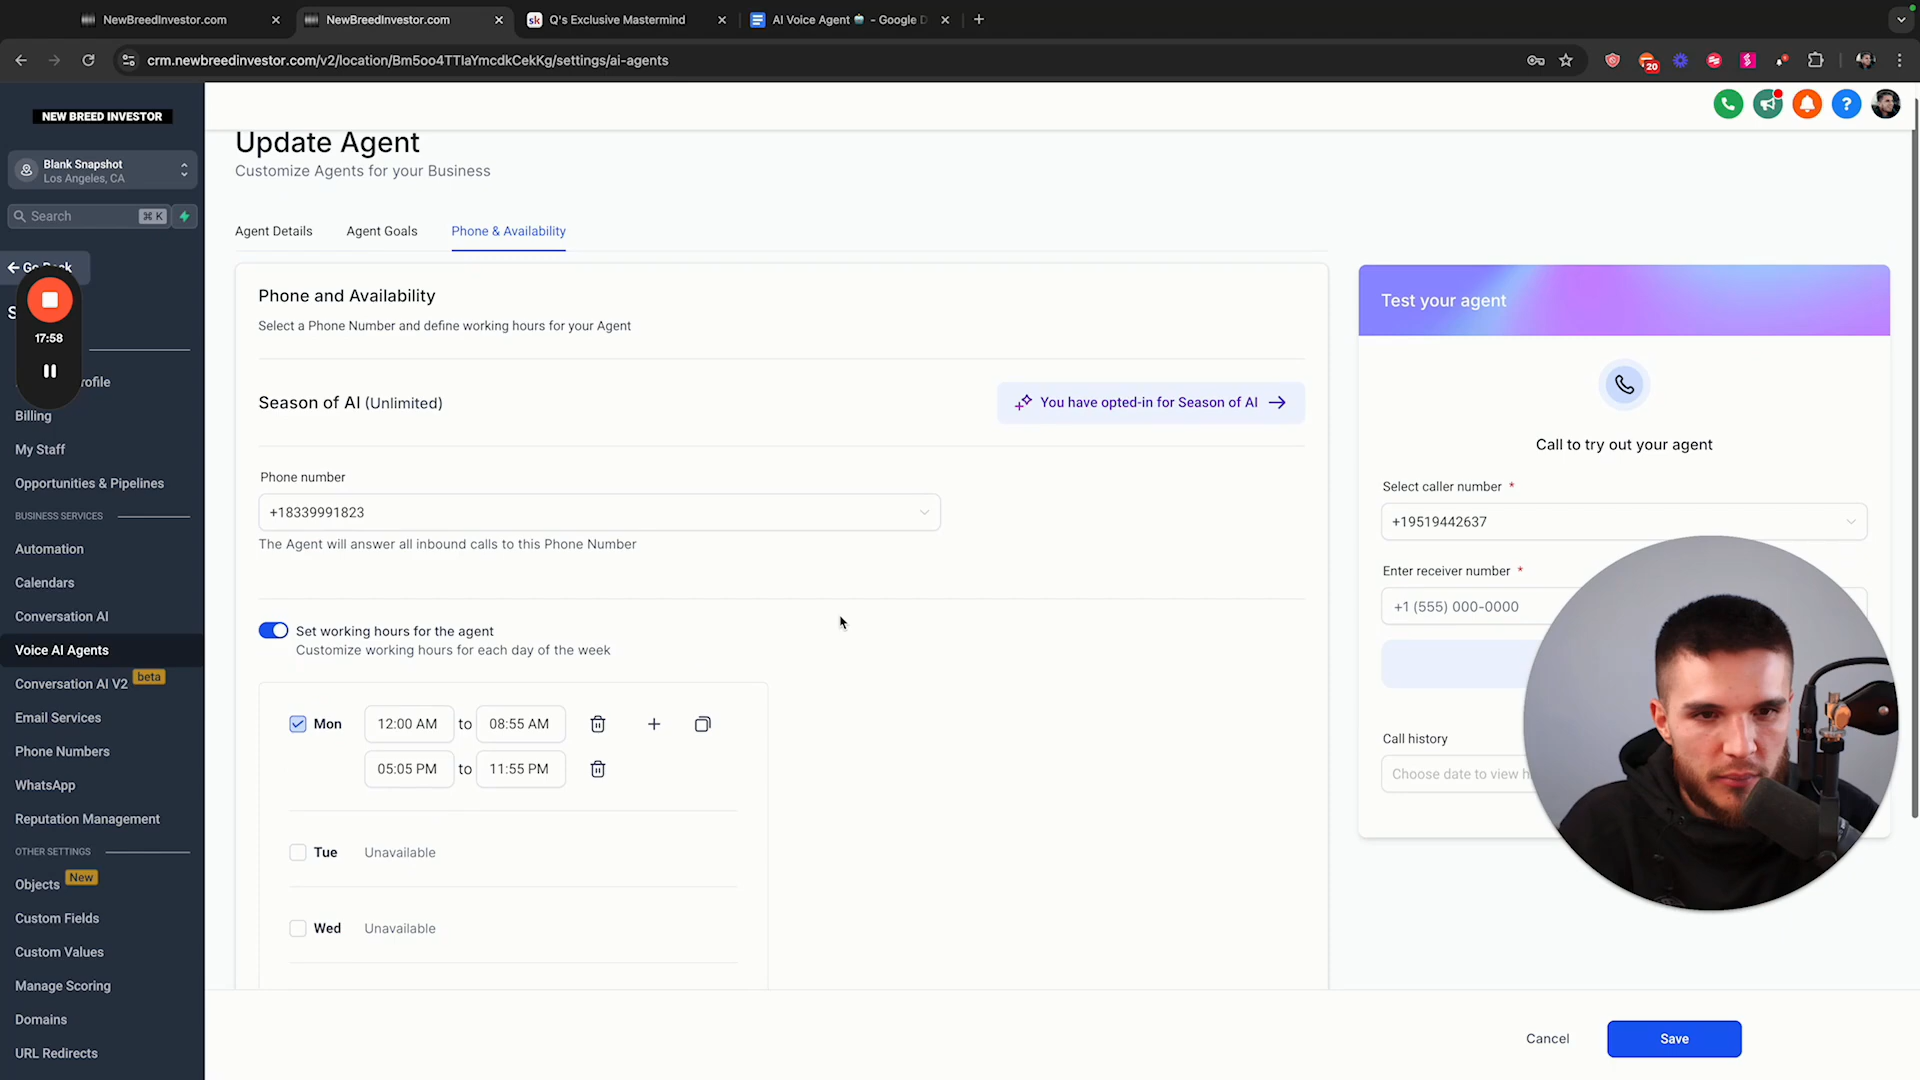 NewBreedInvestor.com
NewBreedInvestor.com
Q's Exclusive Mastermind
AI Voice Agent - Google D
crm.newbreedinvestor.com/v2/location/Bm5oo4TTIaYmcdkCekKg/settings/ai-agents
20
NEW BREED INVESTOR
Blank Snapshot
Los Angeles, CA
Search
⌘ K
Go Back
S
17:58
rofile
Billing
My Staff
Opportunities & Pipelines
BUSINESS SERVICES
Automation
Calendars
Conversation AI
Voice AI Agents
Conversation AI V2 beta
Email Services
Phone Numbers
WhatsApp
Reputation Management
OTHER SETTINGS
Objects New
Custom Fields
Custom Values
Manage Scoring
Domains
URL Redirects
Update Agent
Customize Agents for your Business
Agent Details
Agent Goals
Phone & Availability
Phone and Availability
Select a Phone Number and define working hours for your Agent
Season of AI (Unlimited)
You have opted-in for Season of AI
Phone number
+18339991823
The Agent will answer all inbound calls to this Phone Number
Set working hours for the agent
Customize working hours for each day of the week
Mon 12:00 AM to 08:55 AM
05:05 PM to 11:55 PM
Tue Unavailable
Wed Unavailable
Test your agent
Call to try out your agent
Select caller number *
+19519442637
Enter receiver number *
+1 (555) 000-0000
Call history
Choose date to view h
Cancel
Save